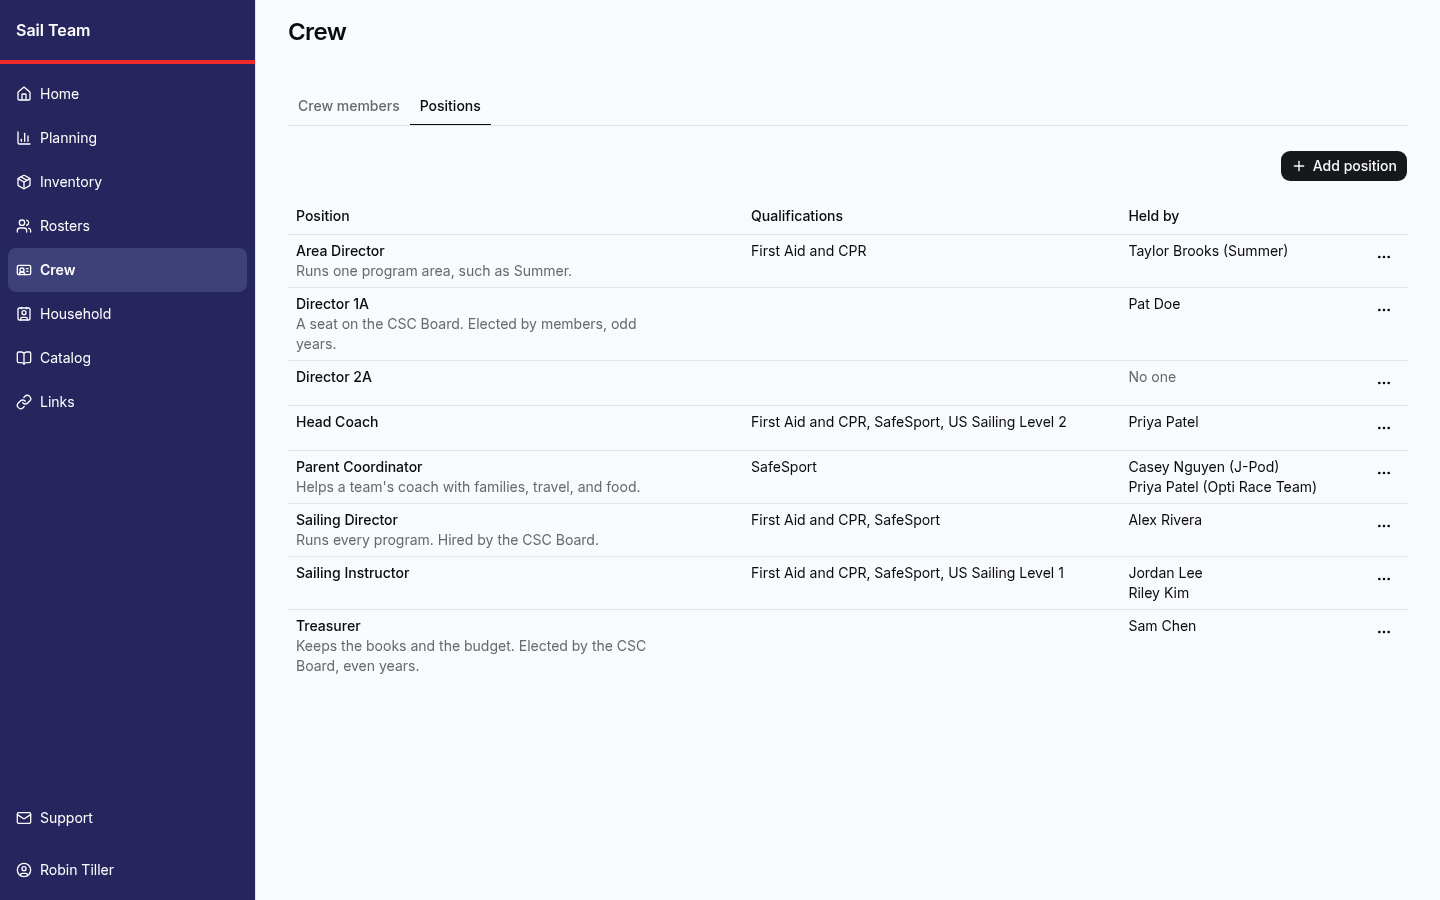 Sail Team
Home
Planning
Inventory
Rosters
Crew
Household
Catalog
Links
Support
Robin Tiller
Crew
Crew members
Positions
Add position
Position Qualifications Held by
Area Director First Aid and CPR Taylor Brooks (Summer)
Runs one program area, such as Summer.
Director 1A Pat Doe
A seat on the CSC Board. Elected by members, odd
years.
Director 2A No one
Head Coach First Aid and CPR, SafeSport, US Sailing Level 2 Priya Patel
Parent Coordinator SafeSport Casey Nguyen (J-Pod)
Helps a team's coach with families, travel, and food. Priya Patel (Opti Race Team)
Sailing Director First Aid and CPR, SafeSport Alex Rivera
Runs every program. Hired by the CSC Board.
Sailing Instructor First Aid and CPR, SafeSport, US Sailing Level 1 Jordan Lee
Riley Kim
Treasurer Sam Chen
Keeps the books and the budget. Elected by the CSC
Board, even years.